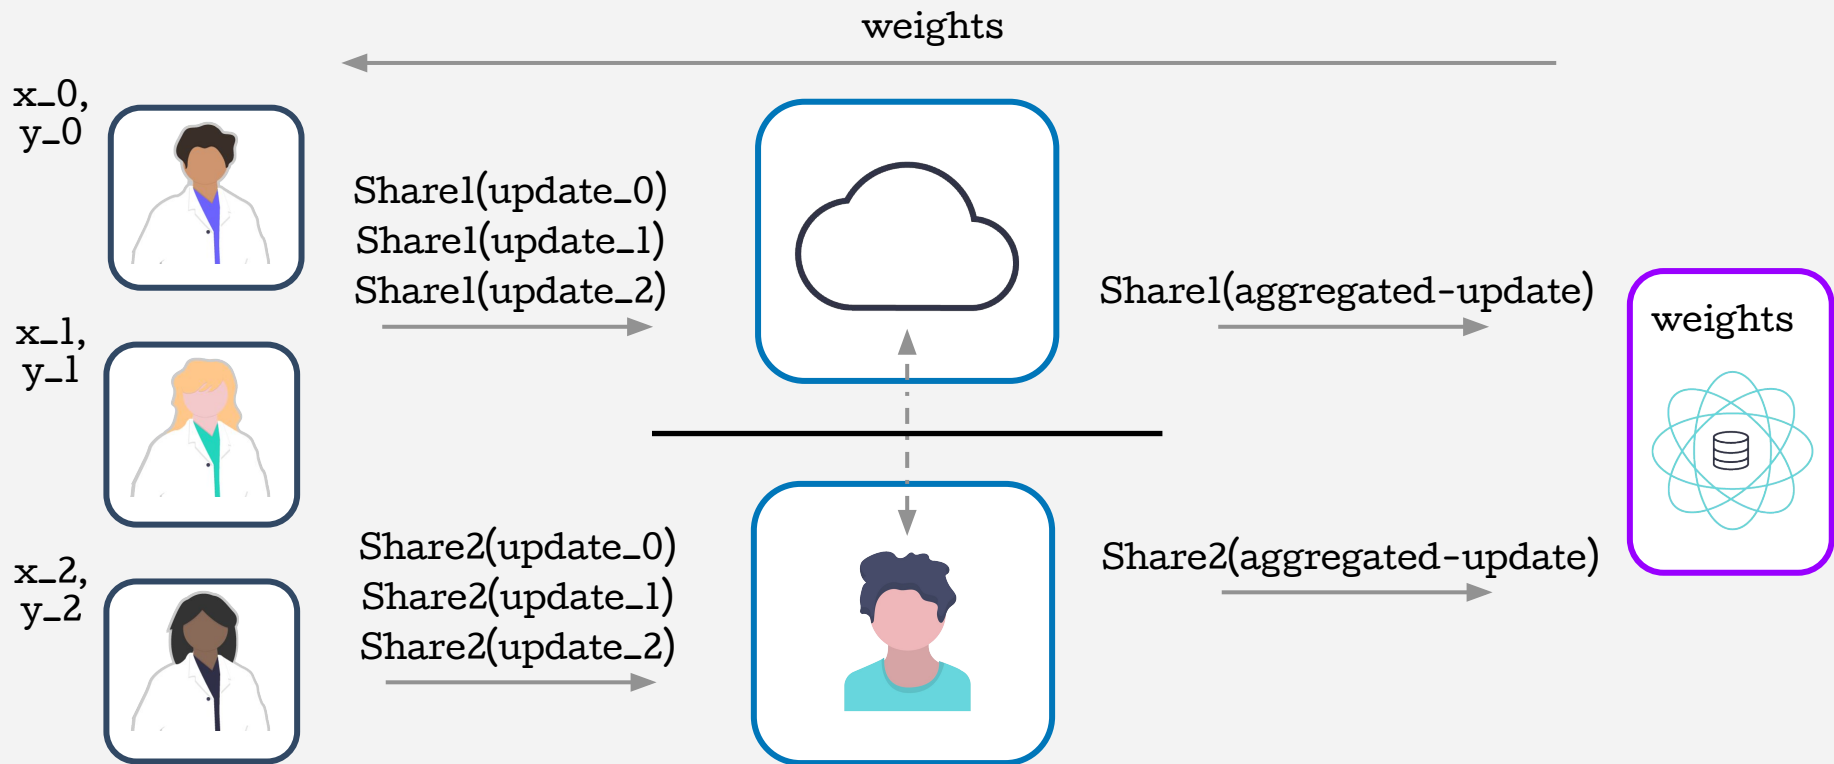 weights
x_0,
y_0
Share1(update_0)
Share1(update_1)
Share1(update_2)
Share1(aggregated-update)
weights
x_1,
y_1
Share2(update_0)
Share2(update_1)
Share2(update_2)
Share2(aggregated-update)
x_2,
y_2